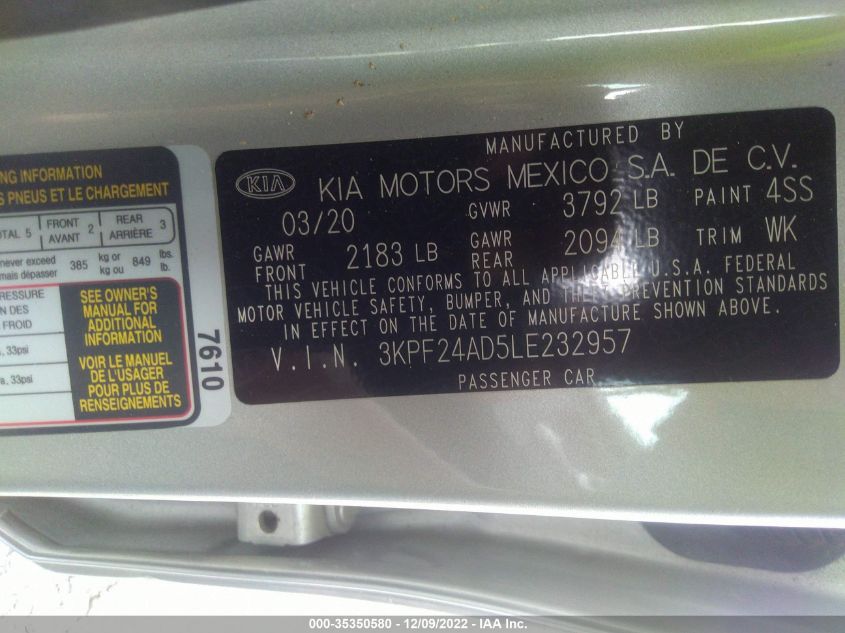 NG INFORMATION
S PNEUS ET LE CHARGEMENT
TOTAL 5 FRONT AVANT 2 REAR ARRIÈRE 3
never exceed 385 kg or 849 lbs.
mais dépasser kg ou lb.
PRESSURE
N DES
FROID
33psi
33psi
SEE OWNER'S
MANUAL FOR
ADDITIONAL
INFORMATION
VOIR LE MANUEL
DE L'USAGER
POUR PLUS DE
RENSEIGNEMENTS
7610
MANUFACTURED BY
KIA KIA MOTORS MEXICO S.A. DE C.V.
03/20 GVWR 3792 LB PAINT 4SS
GAWR FRONT 2183 LB GAWR REAR 2094 LB TRIM WK
THIS VEHICLE CONFORMS TO ALL APPLICABLE U.S.A. FEDERAL
MOTOR VEHICLE SAFETY, BUMPER, AND THEFT PREVENTION STANDARDS
IN EFFECT ON THE DATE OF MANUFACTURE SHOWN ABOVE.
V.I.N. 3KPF24AD5LE232957
PASSENGER CAR
000-35350580 - 12/09/2022 - IAA Inc.